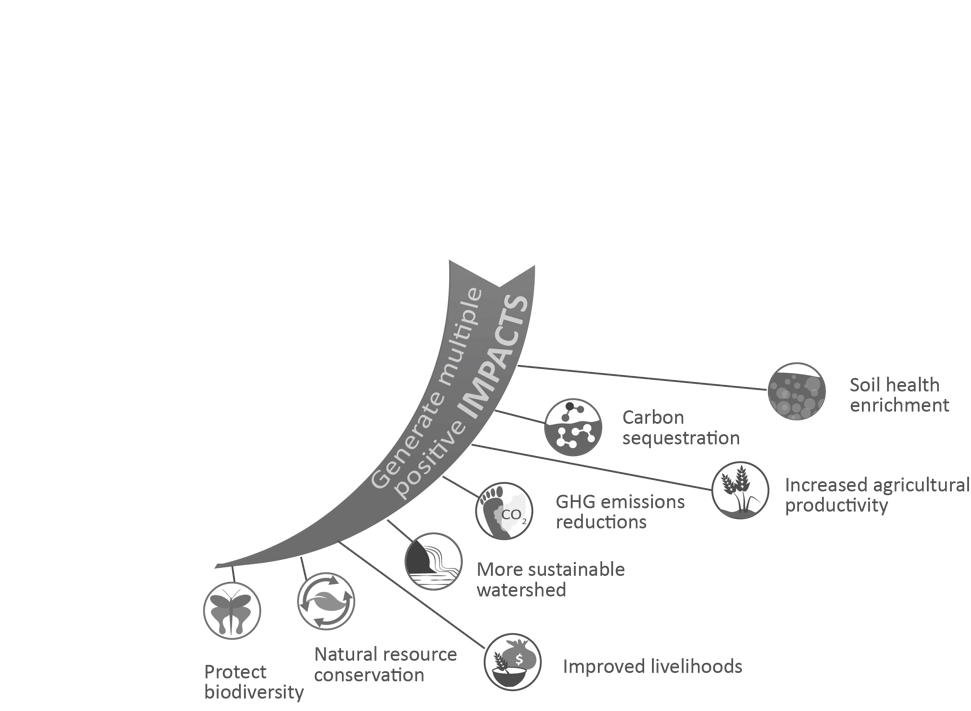 Generate multiple
positive IMPACTS
Soil health
enrichment
Carbon
sequestration
Increased agricultural
productivity
GHG emissions
reductions
CO2
More sustainable
watershed
Improved livelihoods
$
Natural resource
conservation
Protect
biodiversity